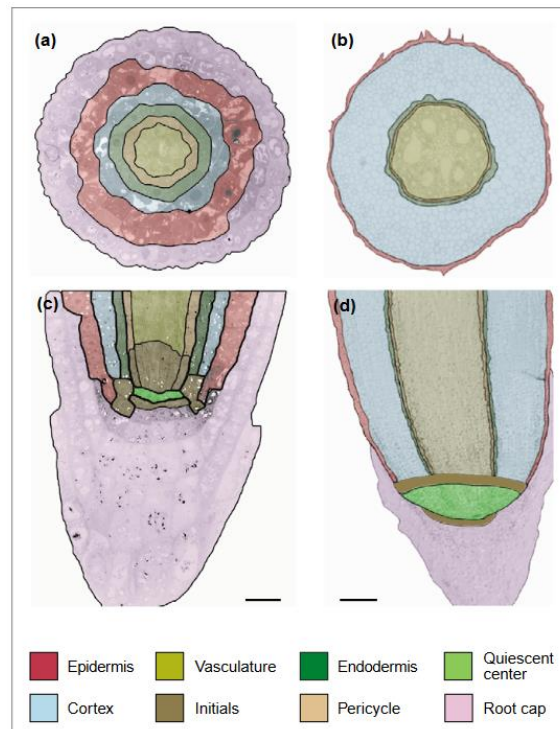 (a)
(b)
(c)
(d)
Epidermis
Vasculature
Endodermis
Quiescent
center
Cortex
Initials
Pericycle
Root cap